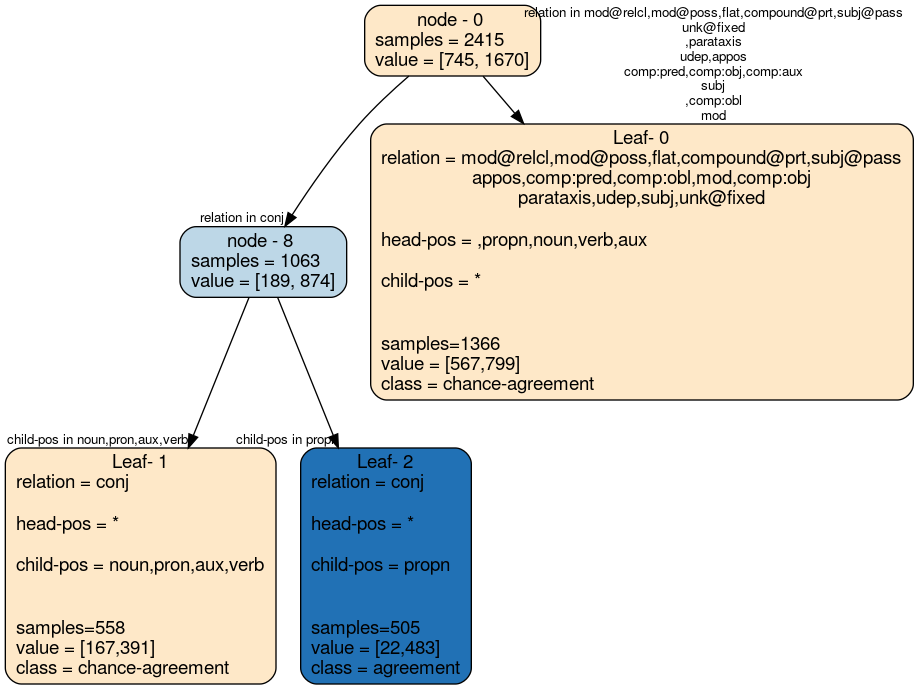 node - 0
samples = 2415
value = [745, 1670]
relation in mod@relcl,mod@poss,flat,compound@prt,subj@pass
unk@fixed
,parataxis
udep,appos
comp:pred,comp:obj,comp:aux
subj
,comp:obl
mod
Leaf- 0
relation = mod@relcl,mod@poss,flat,compound@prt,subj@pass
appos,comp:pred,comp:obl,mod,comp:obj
parataxis,udep,subj,unk@fixed
head-pos = ,propn,noun,verb,aux
child-pos = *
samples=1366
value = [567,799]
class = chance-agreement
relation in conj
node - 8
samples = 1063
value = [189, 874]
child-pos in noun,pron,aux,verb
Leaf- 1
relation = conj
head-pos = *
child-pos = noun,pron,aux,verb
samples=558
value = [167,391]
class = chance-agreement
child-pos in propn
Leaf- 2
relation = conj
head-pos = *
child-pos = propn
samples=505
value = [22,483]
class = agreement